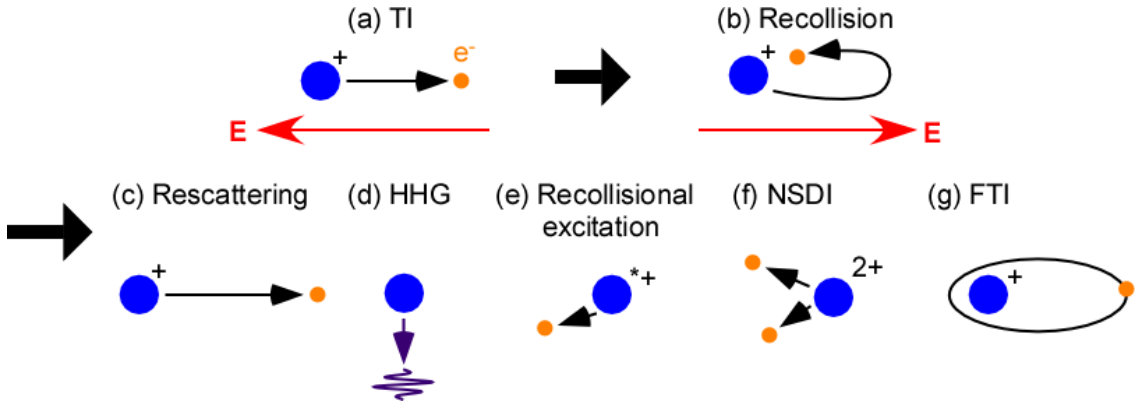 (a) TI
(b) Recollision
+
e-
+
E
E
(c) Rescattering
(d) HHG
(e) Recollisional
excitation
(f) NSDI
(g) FTI
+
*+
2+
+